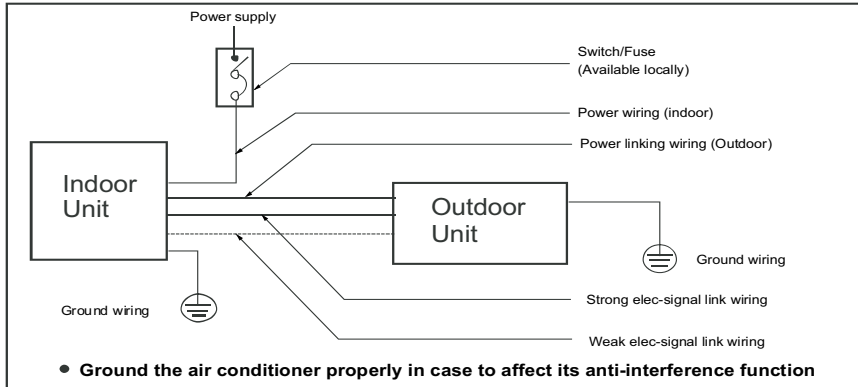 Power supply
Switch/Fuse
(Available locally)
Power wiring (indoor)
Power linking wiring (Outdoor)
Indoor
Unit
Outdoor
Unit
Ground wiring
Ground wiring
Strong elec-signal link wiring
Weak elec-signal link wiring
● Ground the air conditioner properly in case to affect its anti-interference function